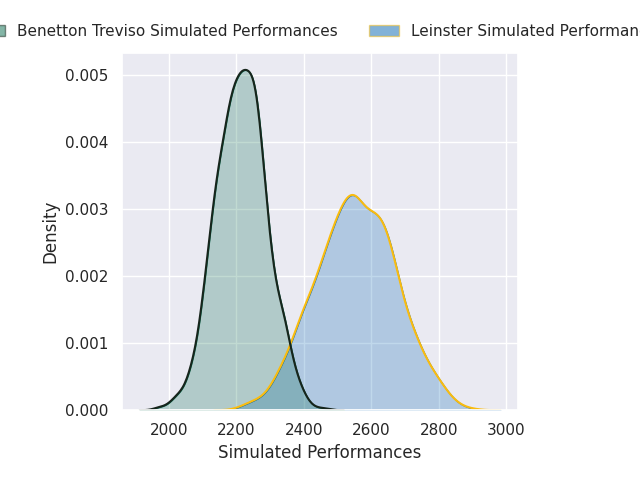 Benetton Treviso Simulated Performances
Leinster Simulated
0.005
0.004
0.003
0.002
0.001
0.000
Density
2000 2200 2400 2600 2800 3000
Simulated Performances